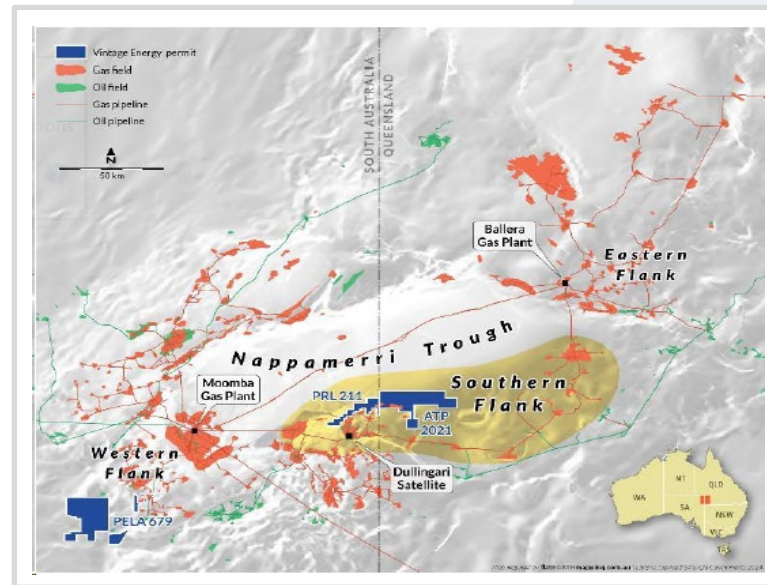 Vintage Energy permit
Gas field
Oil field
Gas pipeline
Oil pipeline
N
50 km
SOUTH AUSTRALIA
QUEENSLAND
Ballera
Gas Plant
Eastern
Flank
Nappamerri Trough
Moomba
Gas Plant
PRL 211
Southern
Flank
ATP
2021
Western
Flank
Dullingari
Satellite
PELA 679
WA
NT
QLD
SA
NSW
VIC
TAS